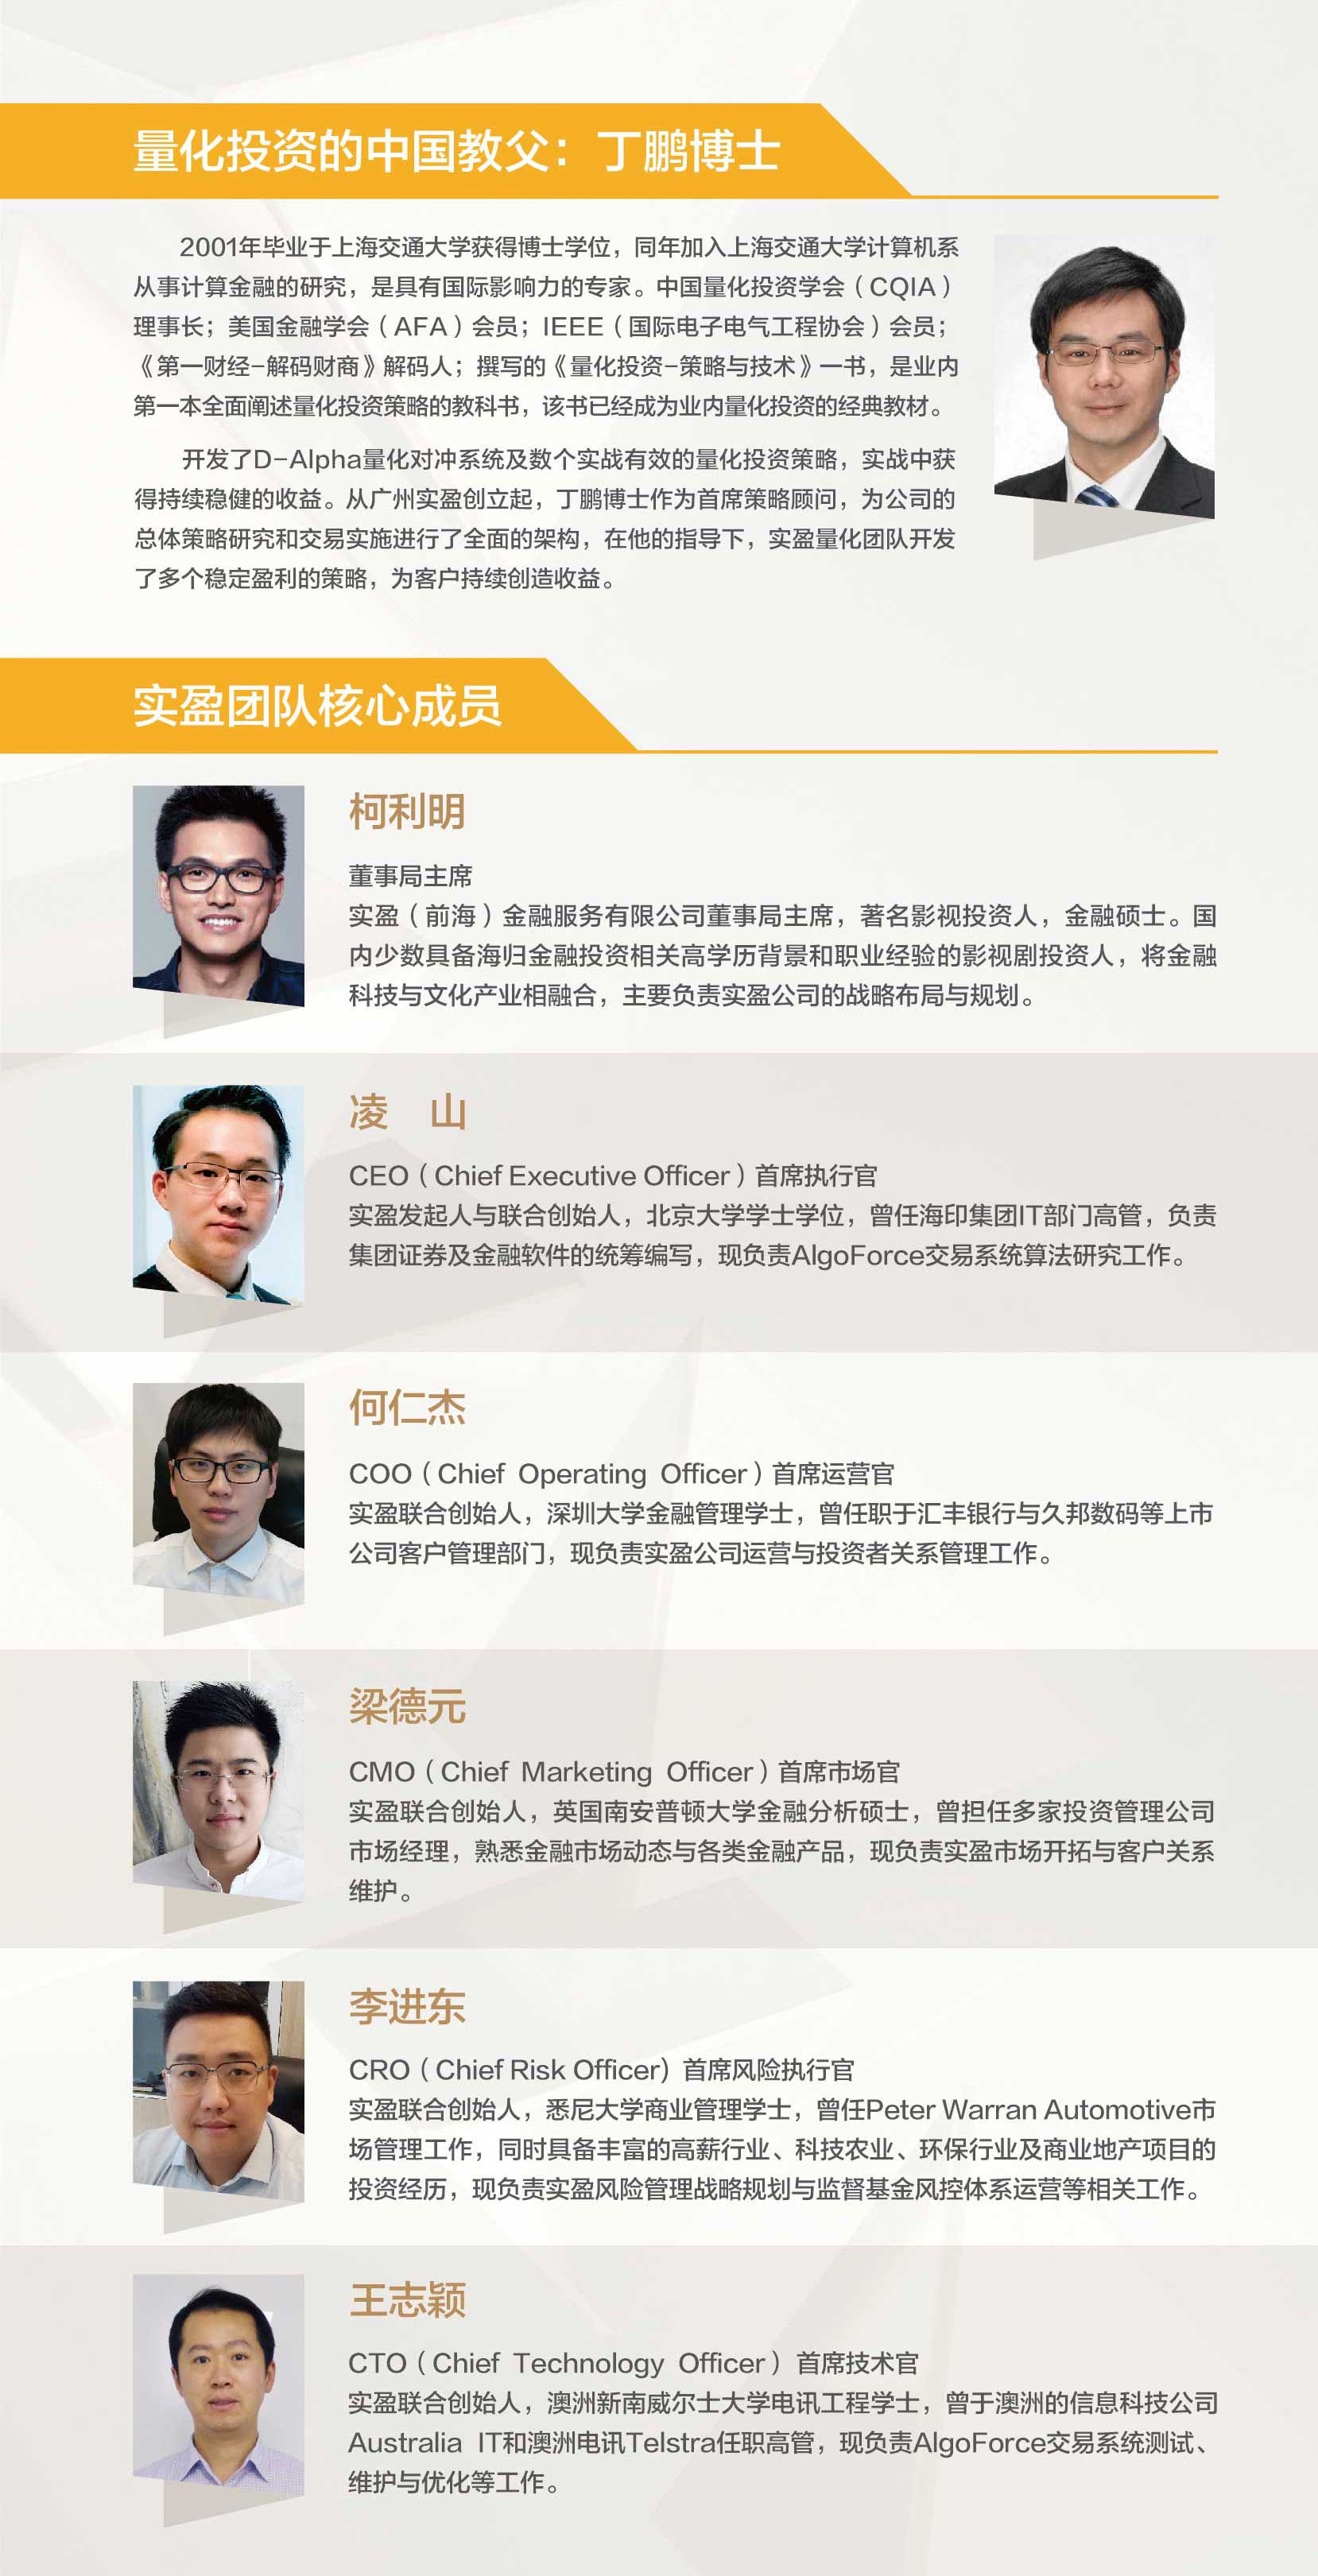 量化投资的中国教父：丁鹏博士
2001年毕业于上海交通大学获得博士学位，同年加入上海交通大学计算机系
从事计算金融的研究，是具有国际影响力的专家。中国量化投资学会（CQIA）
理事长；美国金融学会（AFA）会员；IEEE（国际电子电气工程协会）会员；
《第一财经-解码财商》解码人；撰写的《量化投资-策略与技术》一书，是业内
第一本全面阐述量化投资策略的教科书，该书已经成为业内量化投资的经典教材。
开发了D-Alpha量化对冲系统及数个实战有效的量化投资策略，实战中获
得持续稳健的收益。从广州实盈创立起，丁鹏博士作为首席策略顾问，为公司的
总体策略研究和交易实施进行了全面的架构，在他的指导下，实盈量化团队开发
了多个稳定盈利的策略，为客户持续创造收益。
实盈团队核心成员
柯利明
董事局主席
实盈（前海）金融服务有限公司董事局主席，著名影视投资人，金融硕士。国
内少数具备海归金融投资相关高学历背景和职业经验的影视剧投资人，将金融
科技与文化产业相融合，主要负责实盈公司的战略布局与规划。
凌 山
CEO（Chief Executive Officer）首席执行官
实盈发起人与联合创始人，北京大学学士学位，曾任海印集团IT部门高管，负责
集团证券及金融软件的统筹编写，现负责AlgoForce交易系统算法研究工作。
何仁杰
COO（Chief Operating Officer）首席运营官
实盈联合创始人，深圳大学金融管理学士，曾任职于汇丰银行与久邦数码等上市
公司客户管理部门，现负责实盈公司运营与投资者关系管理工作。
梁德元
CMO（Chief Marketing Officer）首席市场官
实盈联合创始人，英国南安普顿大学金融分析硕士，曾担任多家投资管理公司
市场经理，熟悉金融市场动态与各类金融产品，现负责实盈市场开拓与客户关系
维护。
李进东
CRO（Chief Risk Officer）首席风险执行官
实盈联合创始人，悉尼大学商业管理学士，曾任Peter Warran Automotive市
场管理工作，同时具备丰富的高薪行业、科技农业、环保行业及商业地产项目的
投资经历，现负责实盈风险管理战略规划与监督基金风控体系运营等相关工作。
王志颖
CTO（Chief Technology Officer） 首席技术官
实盈联合创始人，澳洲新南威尔士大学电讯工程学士，曾于澳洲的信息科技公司
Australia IT和澳洲电讯Telstra任职高管，现负责AlgoForce交易系统测试、
维护与优化等工作。